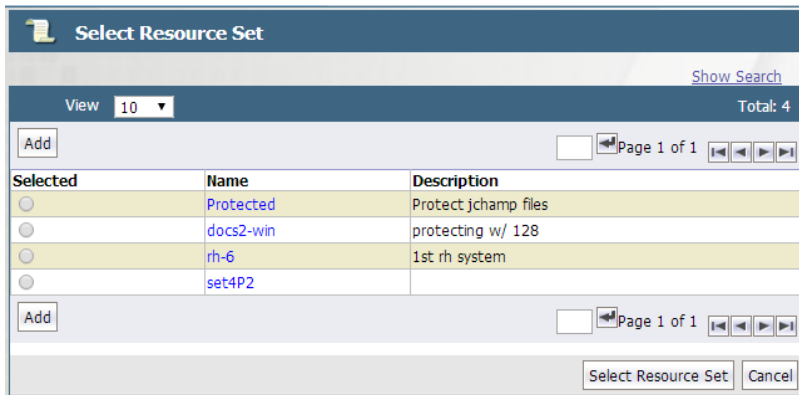 Select Resource Set
Show Search
View 10 Total: 4
Add Page 1 of 1
Selected Name Description
Protected Protect jchamp files
docs2-win protecting w/ 128
rh-6 1st rh system
set4P2
Add Page 1 of 1
Select Resource Set Cancel